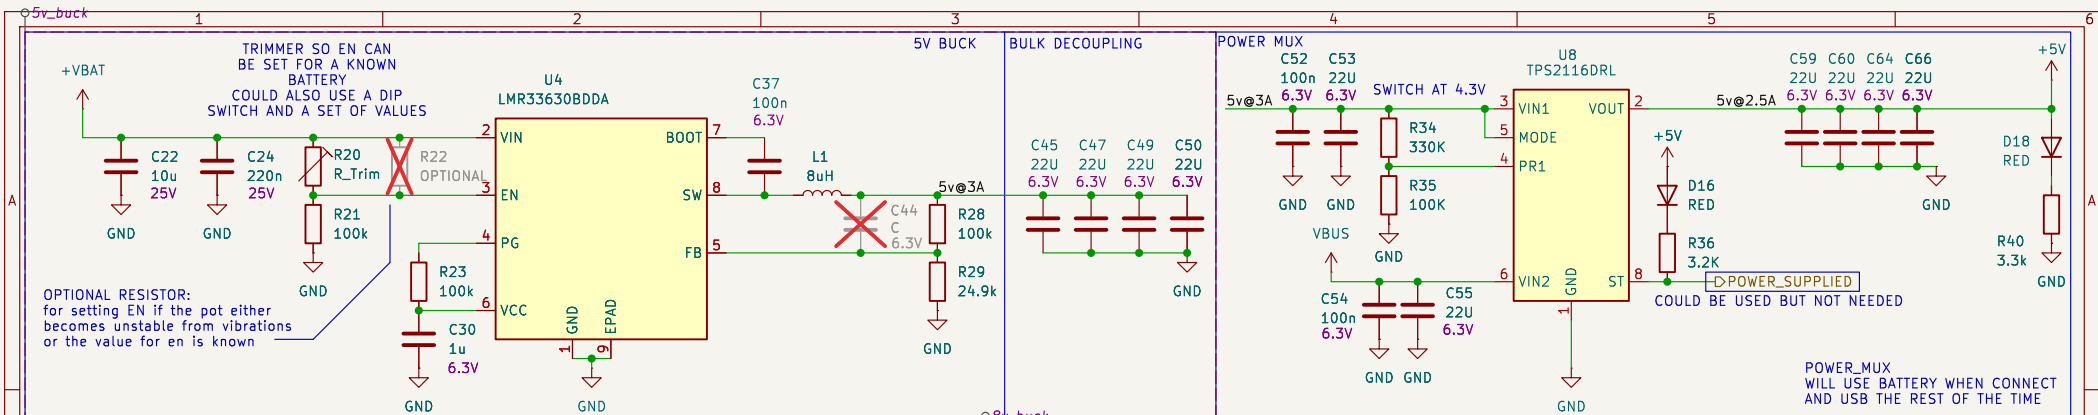 5v_buck
1
2
3
4
5
6
A
A
5V BUCK
BULK DECOUPLING
POWER MUX
TRIMMER SO EN CAN
BE SET FOR A KNOWN
BATTERY
COULD ALSO USE A DIP
SWITCH AND A SET OF VALUES
+VBAT
C22
10u
25V
GND
C24
220n
25V
GND
R20
R_Trim
R22
OPTIONAL
R21
100k
GND
OPTIONAL RESISTOR:
for setting EN if the pot either
becomes unstable from vibrations
or the value for en is known
R23
100k
C30
1u
6.3V
GND
U4
LMR33630BDDA
2
VIN
3
EN
4
PG
6
VCC
BOOT
7
SW
8
FB
5
GND
1
EPAD
9
GND
C37
100n
6.3V
L1
8uH
C44
C
6.3V
5v@3A
R28
100k
R29
24.9k
GND
C45
22U
6.3V
C47
22U
6.3V
C49
22U
6.3V
C50
22U
6.3V
GND
5v@3A
C52
100n
6.3V
GND
C53
22U
6.3V
GND
SWITCH AT 4.3V
R34
330K
R35
100K
GND
VBUS
C54
100n
6.3V
GND
C55
22U
6.3V
GND
U8
TPS2116DRL
3
VIN1
5
MODE
4
PR1
6
VIN2
VOUT
2
ST
8
GND
1
GND
5v@2.5A
+5V
D16
RED
R36
3.2K
POWER_SUPPLIED
COULD BE USED BUT NOT NEEDED
C59
22U
6.3V
C60
22U
6.3V
C64
22U
6.3V
C66
22U
6.3V
GND
+5V
D18
RED
R40
3.3k
GND
POWER_MUX
WILL USE BATTERY WHEN CONNECT
AND USB THE REST OF THE TIME